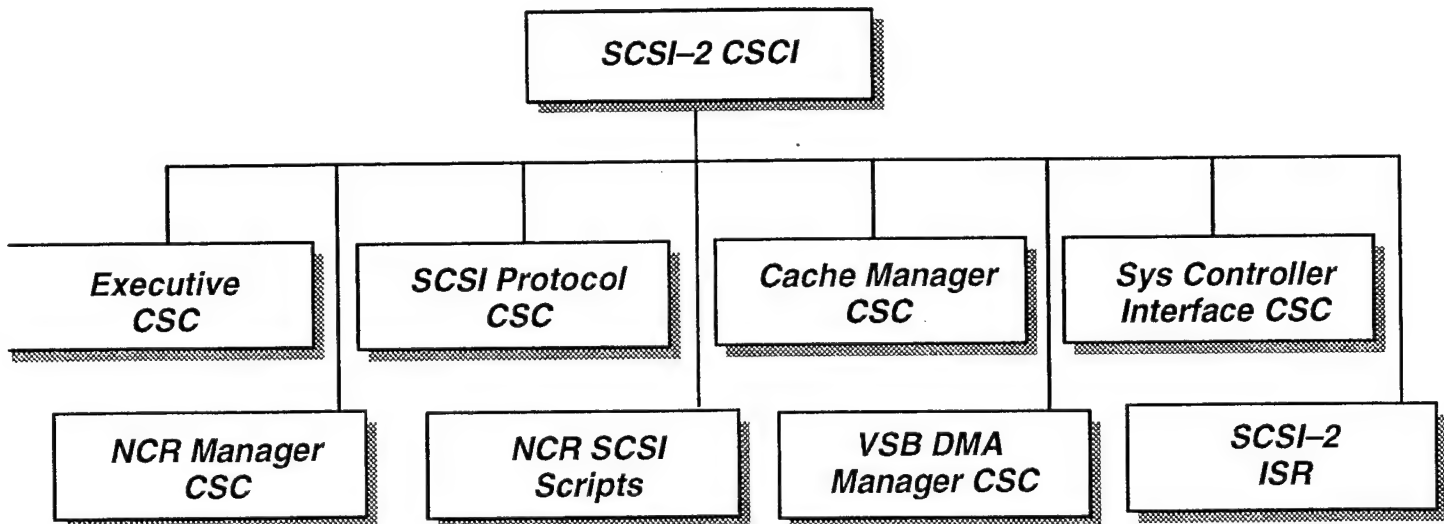 SCSI–2 CSCI
Executive
CSC
SCSI Protocol
CSC
Cache Manager
CSC
Sys Controller
Interface CSC
NCR Manager
CSC
NCR SCSI
Scripts
VSB DMA
Manager CSC
SCSI–2
ISR